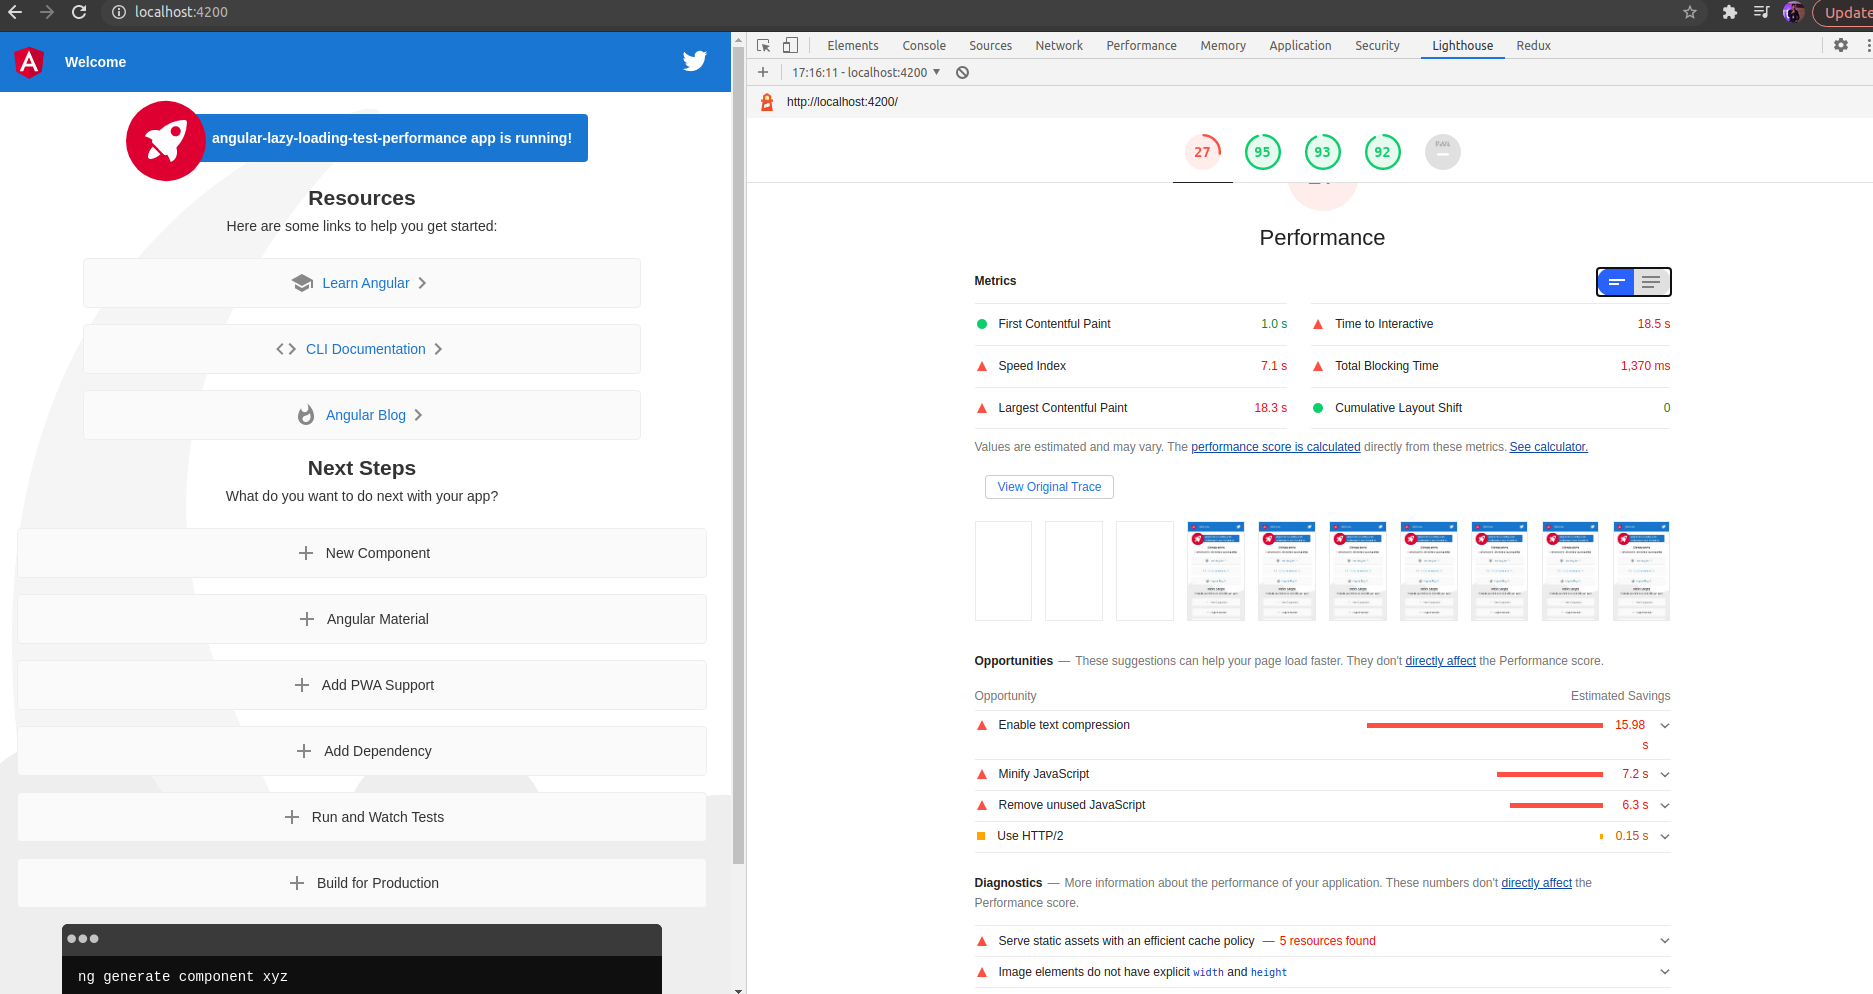 localhost:4200
Update
Welcome
angular-lazy-loading-test-performance app is running!
Resources
Here are some links to help you get started:
Learn Angular
CLI Documentation
Angular Blog
Next Steps
What do you want to do next with your app?
New Component
Angular Material
Add PWA Support
Add Dependency
Run and Watch Tests
Build for Production
ng generate component xyz
Elements Console Sources Network Performance Memory Application Security Lighthouse Redux
17:16:11 - localhost:4200
http://localhost:4200/
27 95 93 92 PWA
Performance
Metrics
First Contentful Paint 1.0 s Time to Interactive 18.5 s
Speed Index 7.1 s Total Blocking Time 1,370 ms
Largest Contentful Paint 18.3 s Cumulative Layout Shift 0
Values are estimated and may vary. The performance score is calculated directly from these metrics. See calculator.
View Original Trace
Opportunities — These suggestions can help your page load faster. They don't directly affect the Performance score.
Opportunity Estimated Savings
Enable text compression 15.98
s
Minify JavaScript 7.2 s
Remove unused JavaScript 6.3 s
Use HTTP/2 0.15 s
Diagnostics — More information about the performance of your application. These numbers don't directly affect the
Performance score.
Serve static assets with an efficient cache policy — 5 resources found
Image elements do not have explicit width and height